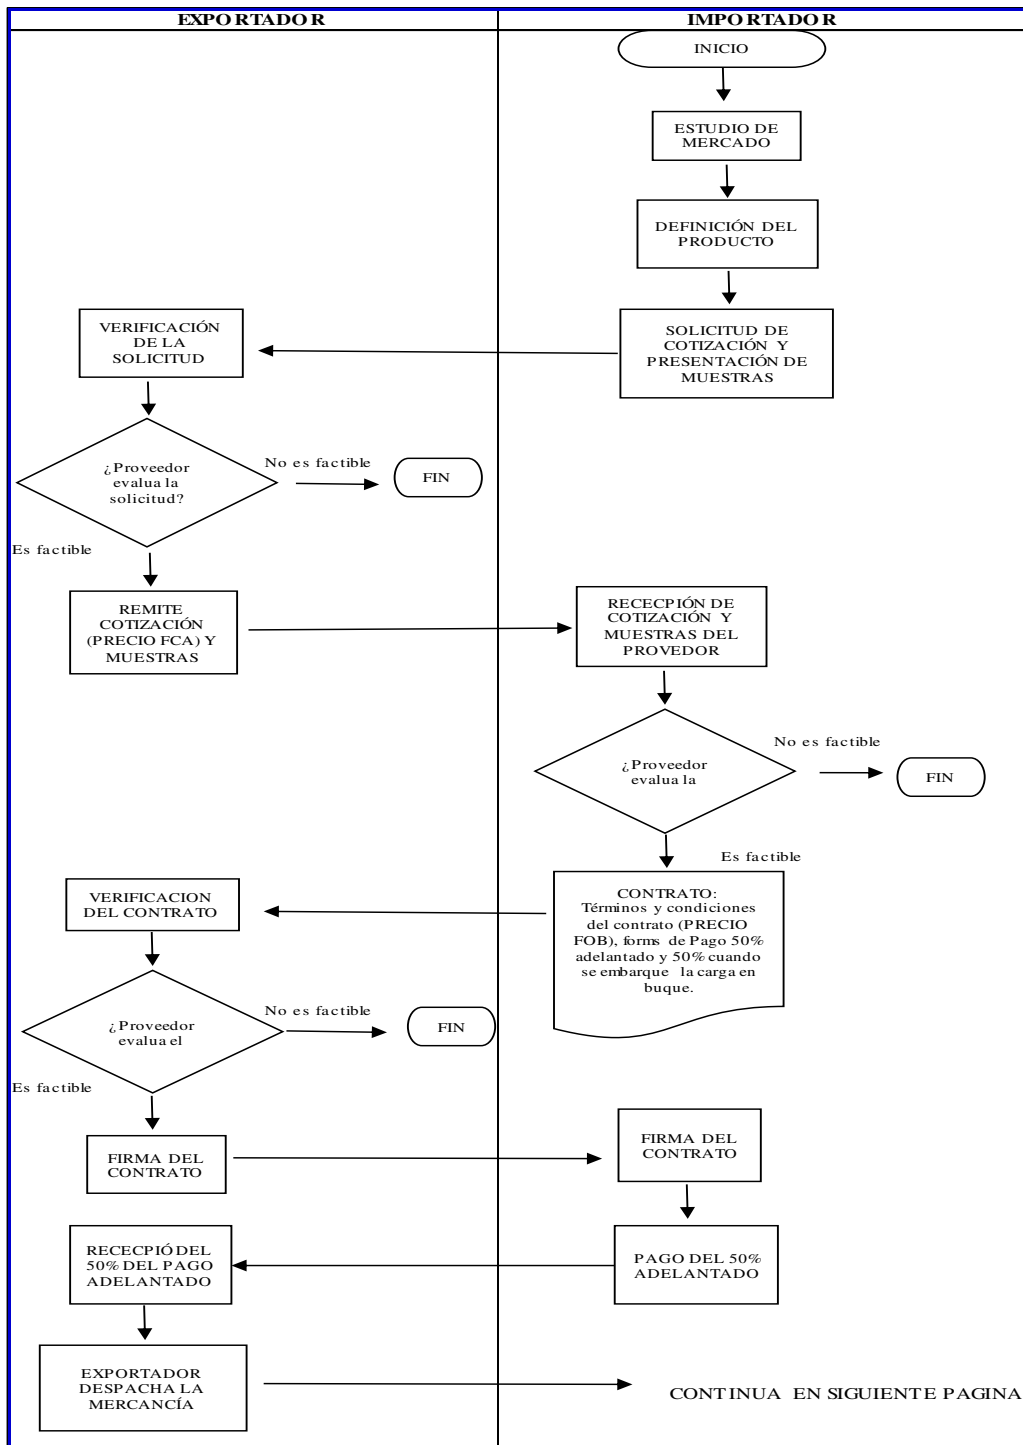 EXPORTADOR
IMPORTADOR
INICIO
ESTUDIO DE
MERCADO
DEFINICIÓN DEL
PRODUCTO
SOLICITUD DE
COTIZACIÓN Y
PRESENTACIÓN DE
MUESTRAS
VERIFICACIÓN
DE LA
SOLICITUD
¿Proveedor
evalua la
solicitud?
No es factible
FIN
Es factible
REMITE
COTIZACIÓN
(PRECIO FCA) Y
MUESTRAS
RECECPIÓN DE
COTIZACIÓN Y
MUESTRAS DEL
PROVEDOR
¿Proveedor
evalua la
No es factible
FIN
Es factible
CONTRATO:
Términos y condiciones
del contrato (PRECIO
FOB), forms de Pago 50%
adelantado y 50% cuando
se embarque la carga en
buque.
VERIFICACION
DEL CONTRATO
¿Proveedor
evalua el
No es factible
FIN
Es factible
FIRMA DEL
CONTRATO
FIRMA DEL
CONTRATO
PAGO DEL 50%
ADELANTADO
RECECPIÓ DEL
50% DEL PAGO
ADELANTADO
EXPORTADOR
DESPACHA LA
MERCANCÍA
CONTINUA EN SIGUIENTE PAGINA